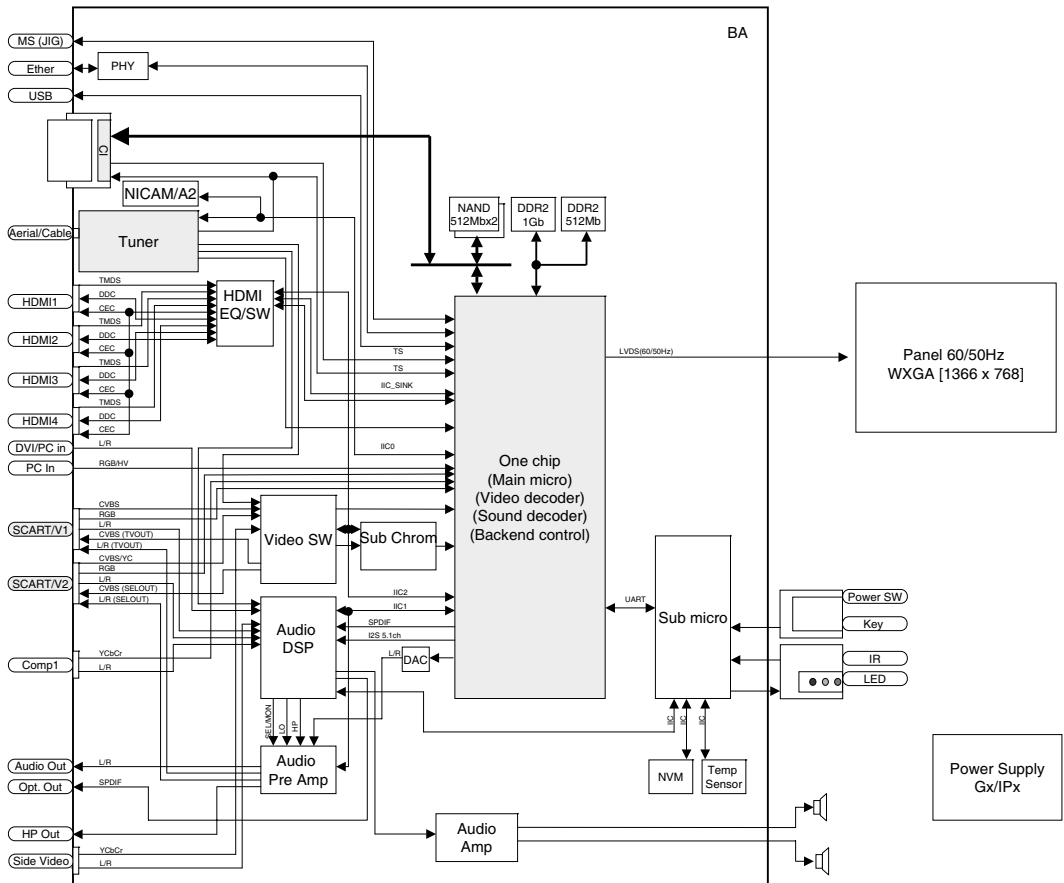 BA
MS (JIG)
Ether
PHY
USB
CI
NICAM/A2
Aerial/Cable
Tuner
NAND
512Mbx2
DDR2
1Gb
DDR2
512Mb
TMDS
HDMI1
DDC
CEC
TMDS
HDMI2
DDC
CEC
TMDS
HDMI3
DDC
CEC
TMDS
HDMI4
DDC
CEC
HDMI
EQ/SW
TS
TS
IIC_SINK
IIC0
DVI/PC in
L/R
PC In
RGB/HV
One chip
(Main micro)
(Video decoder)
(Sound decoder)
(Backend control)
LVDS(60/50Hz)
Panel 60/50Hz
WXGA [1366 x 768]
SCART/V1
CVBS
RGB
L/R
CVBS (TVOUT)
L/R (TVOUT)
SCART/V2
CVBS/YC
RGB
L/R
CVBS (SELOUT)
L/R (SELOUT)
Video SW
Sub Chrom
IIC2
IIC1
SPDIF
I2S 5.1ch
L/R
DAC
Audio
DSP
UART
Sub micro
Power SW
Key
IR
LED
Comp1
YCbCr
L/R
SEL/MON
LO
HP
IIC
IIC
IIC
NVM
Temp
Sensor
Audio
Pre Amp
Audio Out
L/R
Opt. Out
SPDIF
HP Out
Side Video
YCbCr
L/R
Audio
Amp
Power Supply
Gx/IPx